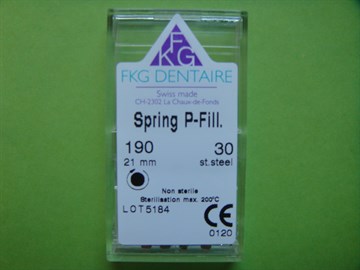 FKG
FKG DENTAIRE
Swiss made
CH-2302 La Chaux-de-Fonds
Spring P-Fill.
190 30
21 mm st.steel
Non sterile
Sterilisation max. 200°C
LOT5184 CE
0120